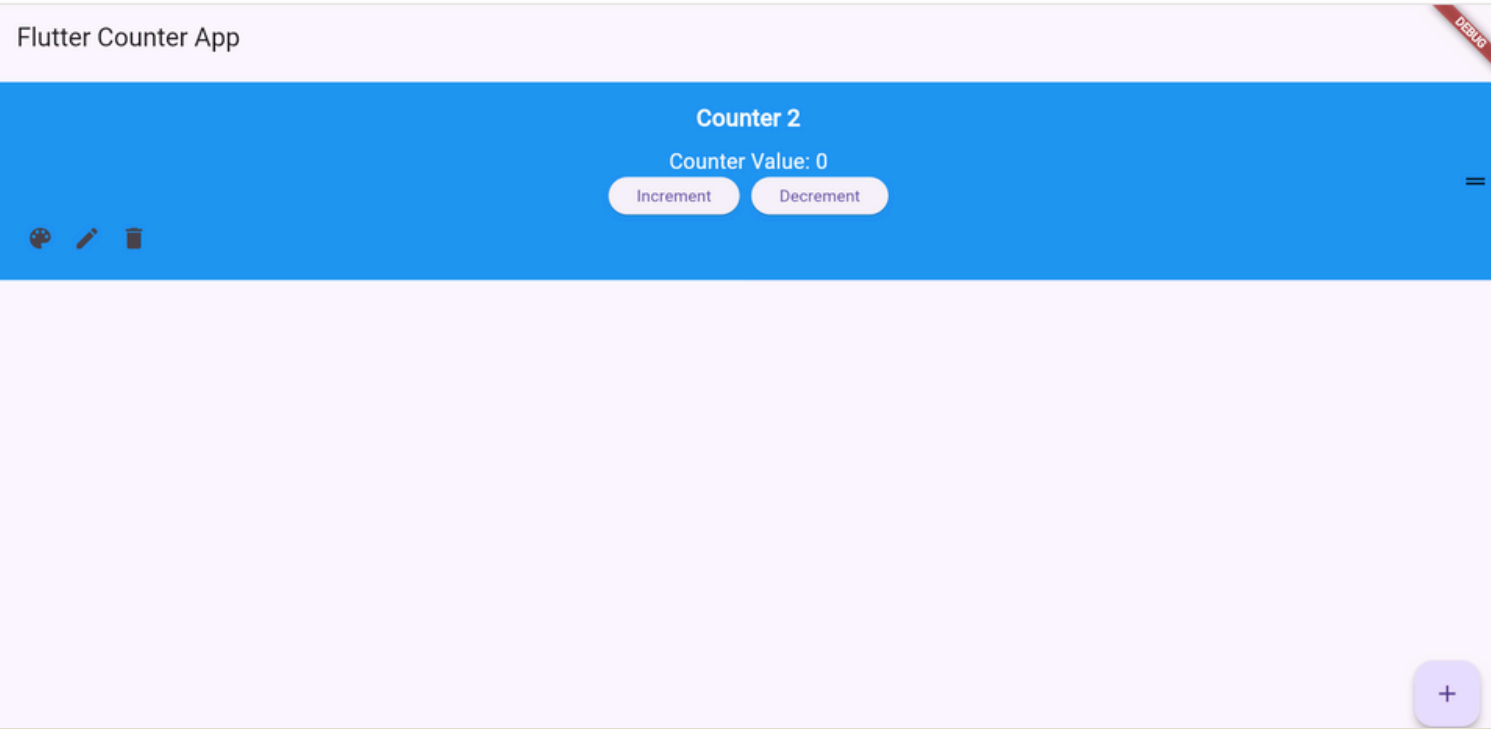 Flutter Counter App
DEBUG
Counter 2
Counter Value: 0
Increment Decrement